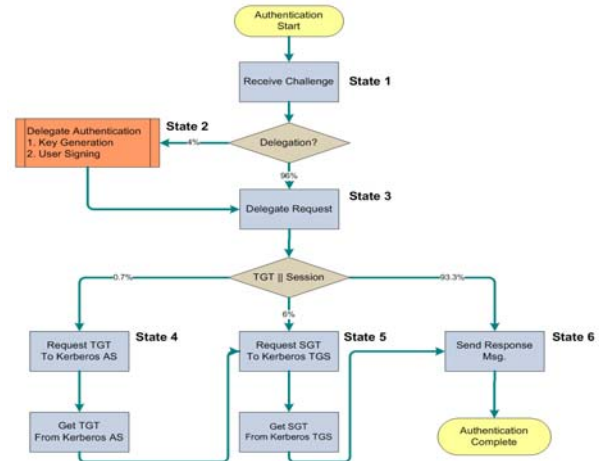 Authentication
Start
Receive Challenge
State 1
Delegation?
State 2
Delegate Authentication
1. Key Generation
2. User Signing
4%
96%
Delegate Request
State 3
TGT || Session
0.7%
6%
93.3%
Request TGT
To Kerberos AS
State 4
Request SGT
To Kerberos TGS
State 5
Send Response
Msg.
State 6
Get TGT
From Kerberos AS
Get SGT
From Kerberos TGS
Authentication
Complete